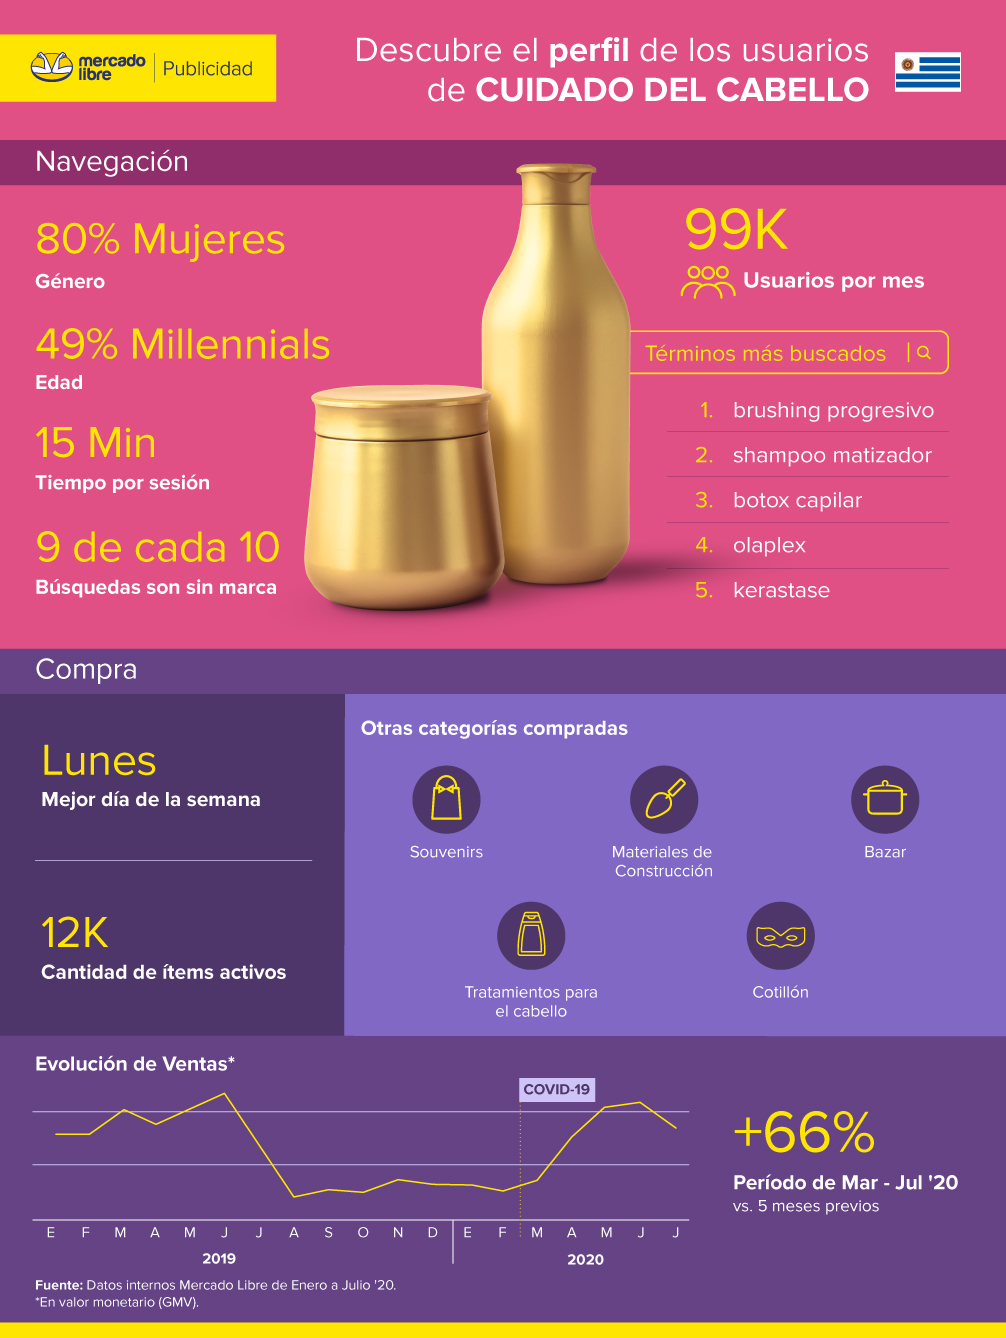 mercado
libre
Publicidad
Descubre el perfil de los usuarios
de CUIDADO DEL CABELLO
Navegación
80% Mujeres
Género
49% Millennials
Edad
15 Min
Tiempo por sesión
9 de cada 10
Búsquedas son sin marca
99K
Usuarios por mes
Términos más buscados
1. brushing progresivo
2. shampoo matizador
3. botox capilar
4. olaplex
5. kerastase
Compra
Lunes
Mejor día de la semana
12K
Cantidad de ítems activos
Otras categorías compradas
Souvenirs
Materiales de
Construcción
Bazar
Tratamientos para
el cabello
Cotillón
Evolución de Ventas*
COVID-19
E F M A M J J A S O N D E F M A M J J
2019
2020
+66%
Período de Mar - Jul '20
vs. 5 meses previos
Fuente: Datos internos Mercado Libre de Enero a Julio '20.
*En valor monetario (GMV).